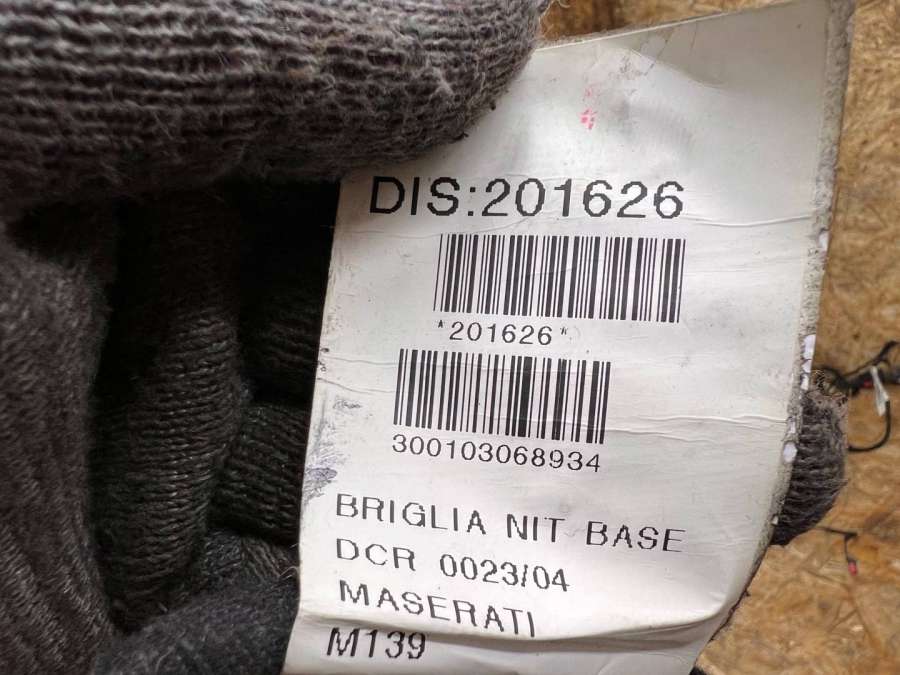 DIS:201626
*201626*
300103068934
BRIGLIA NIT BASE
DCR 0023/04
MASERATI
M139